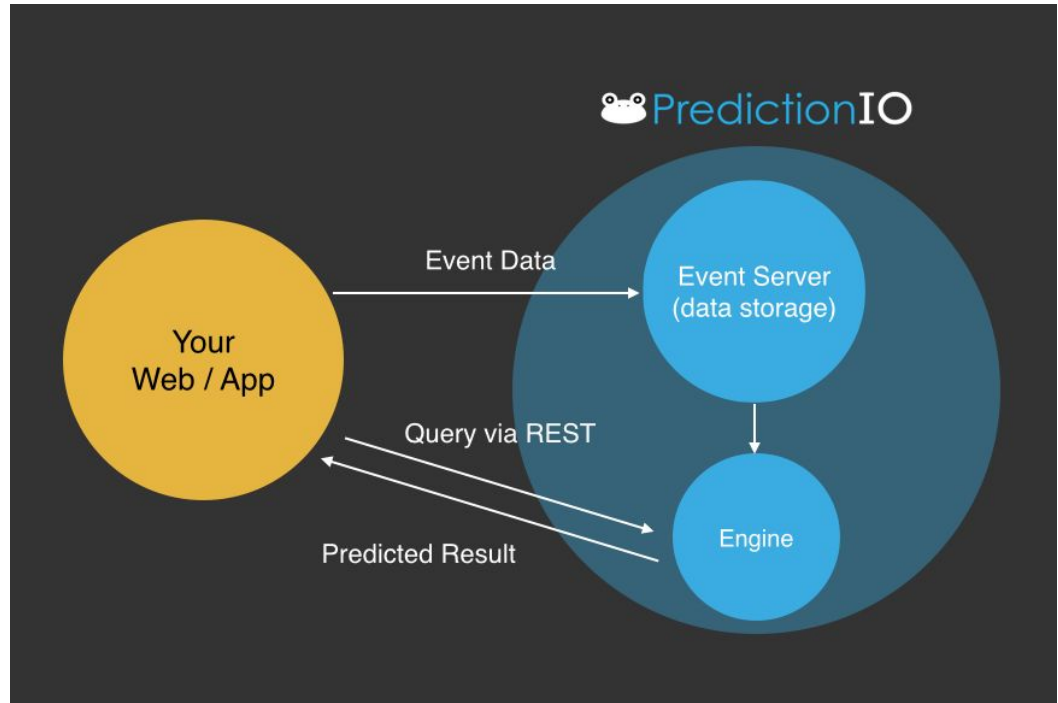 PredictionIO
Event Data
Event Server
(data storage)
Your
Web / App
Query via REST
Engine
Predicted Result